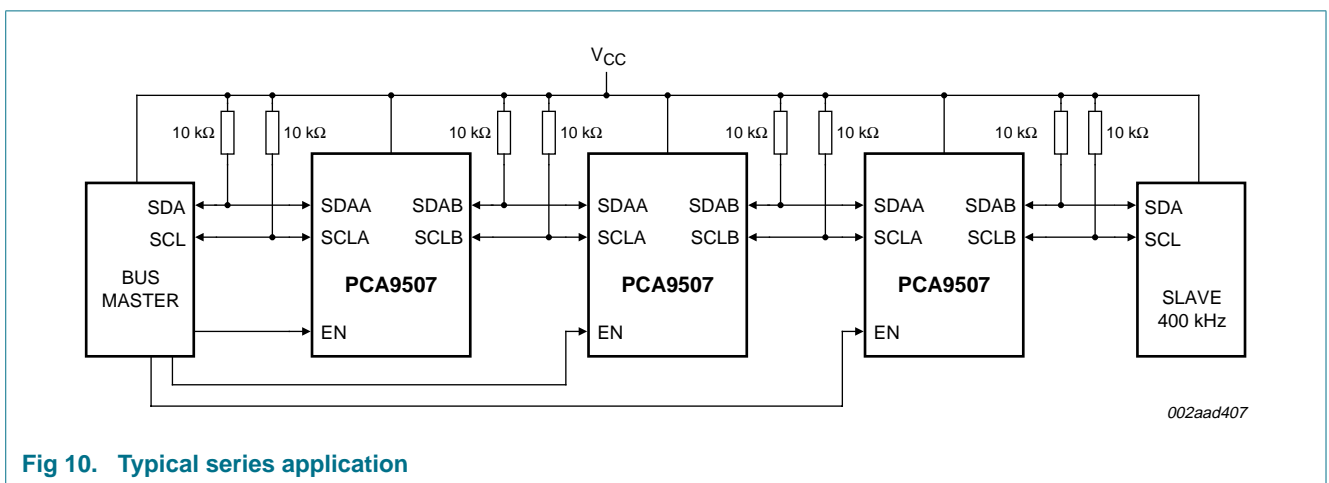 VCC
10 kΩ 10 kΩ 10 kΩ 10 kΩ 10 kΩ 10 kΩ 10 kΩ 10 kΩ
SDA SDAA SDAB SDAA SDAB SDAA SDAB SDA
SCL SCLA SCLB SCLA SCLB SCLA SCLB SCL
BUS
MASTER
PCA9507 PCA9507 PCA9507
SLAVE
400 kHz
EN EN EN
002aad407
Fig 10. Typical series application